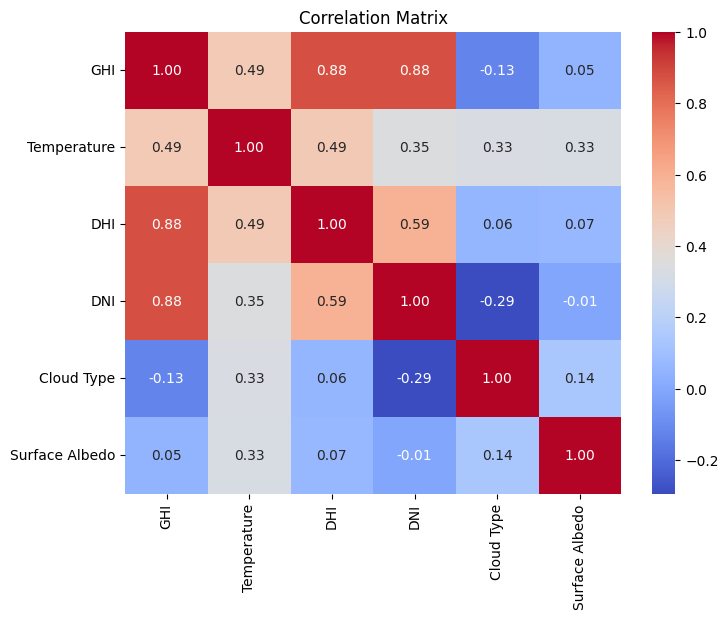 Correlation Matrix
GHI 1.00 0.49 0.88 0.88 -0.13 0.05
Temperature 0.49 1.00 0.49 0.35 0.33 0.33
DHI 0.88 0.49 1.00 0.59 0.06 0.07
DNI 0.88 0.35 0.59 1.00 -0.29 -0.01
Cloud Type -0.13 0.33 0.06 -0.29 1.00 0.14
Surface Albedo 0.05 0.33 0.07 -0.01 0.14 1.00
GHI
Temperature
DHI
DNI
Cloud Type
Surface Albedo
1.0
0.8
0.6
0.4
0.2
0.0
−0.2